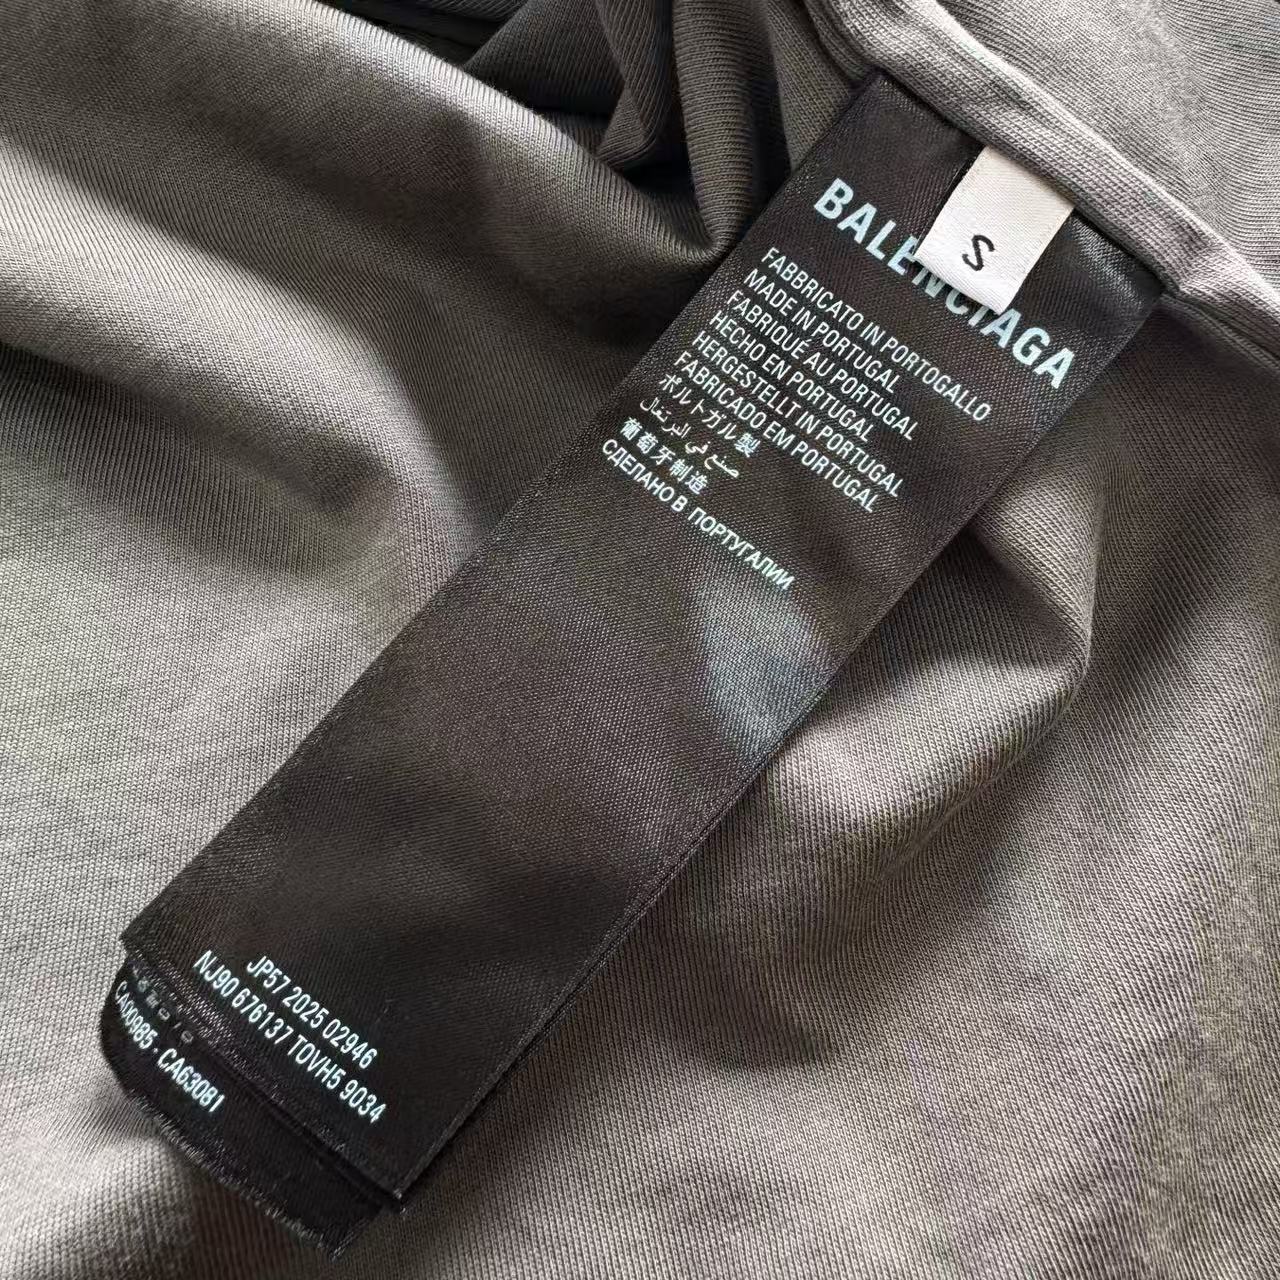 S
BALENCIAGA
FABBRICATO IN PORTOGALLO
MADE IN PORTUGAL
FABRIQUÉ AU PORTUGAL
HECHO EN PORTUGAL
HERGESTELLT IN PORTUGAL
FABRICADO EM PORTUGAL
ポルトガル製
صنع في البرتغال
葡萄牙制造
СДЕЛАНО В ПОРТУГАЛИИ
JP57 2025 02946
NJ90 676137 TOVH5 9034
CA00985 - CA63081